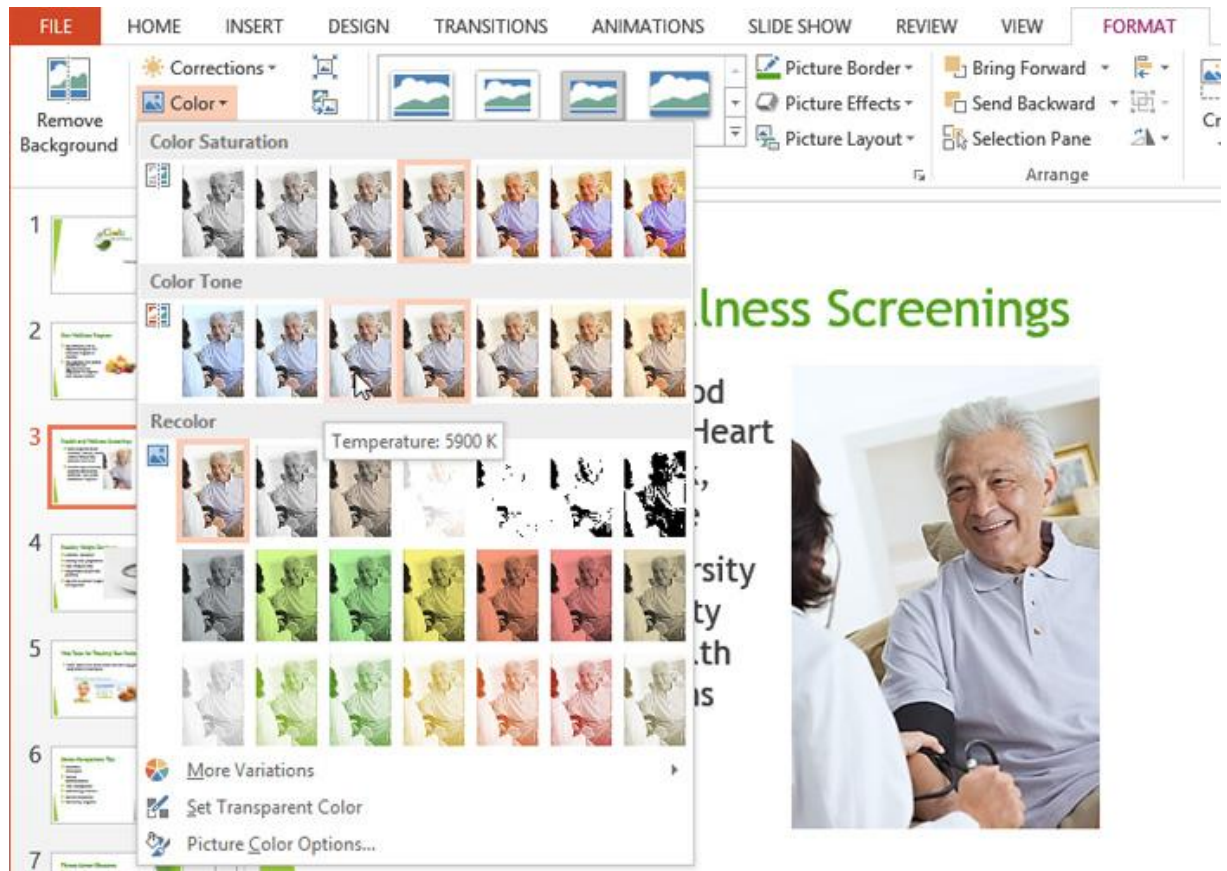 FILE HOME INSERT DESIGN TRANSITIONS ANIMATIONS SLIDE SHOW REVIEW VIEW FORMAT
Remove
Background
Corrections
Color
Picture Border
Picture Effects
Picture Layout
Bring Forward
Send Backward
Selection Pane
Cr
Arrange
Color Saturation
Color Tone
Recolor
Temperature: 5900 K
More Variations
Set Transparent Color
Picture Color Options...
1
2
3
4
5
6
7
lness Screenings
od
Heart
rsity
ty
th